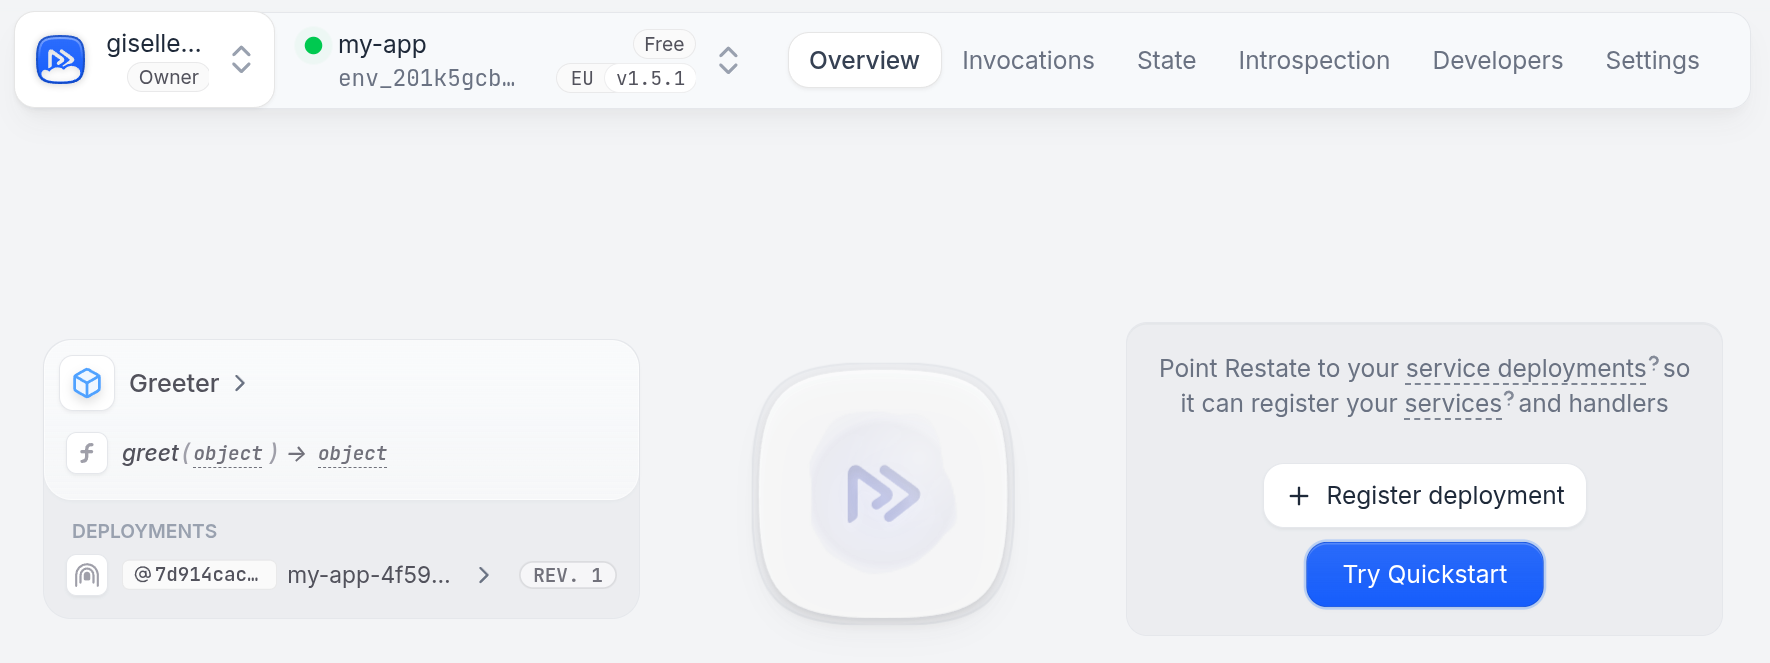 giselle...
Owner
my-app
Free
env_201k5gcb...
EU v1.5.1
Overview
Invocations
State
Introspection
Developers
Settings
Greeter
greet(object) → object
DEPLOYMENTS
@7d914cac... my-app-4f59... REV. 1
Point Restate to your service deployments? so
it can register your services? and handlers
+ Register deployment
Try Quickstart